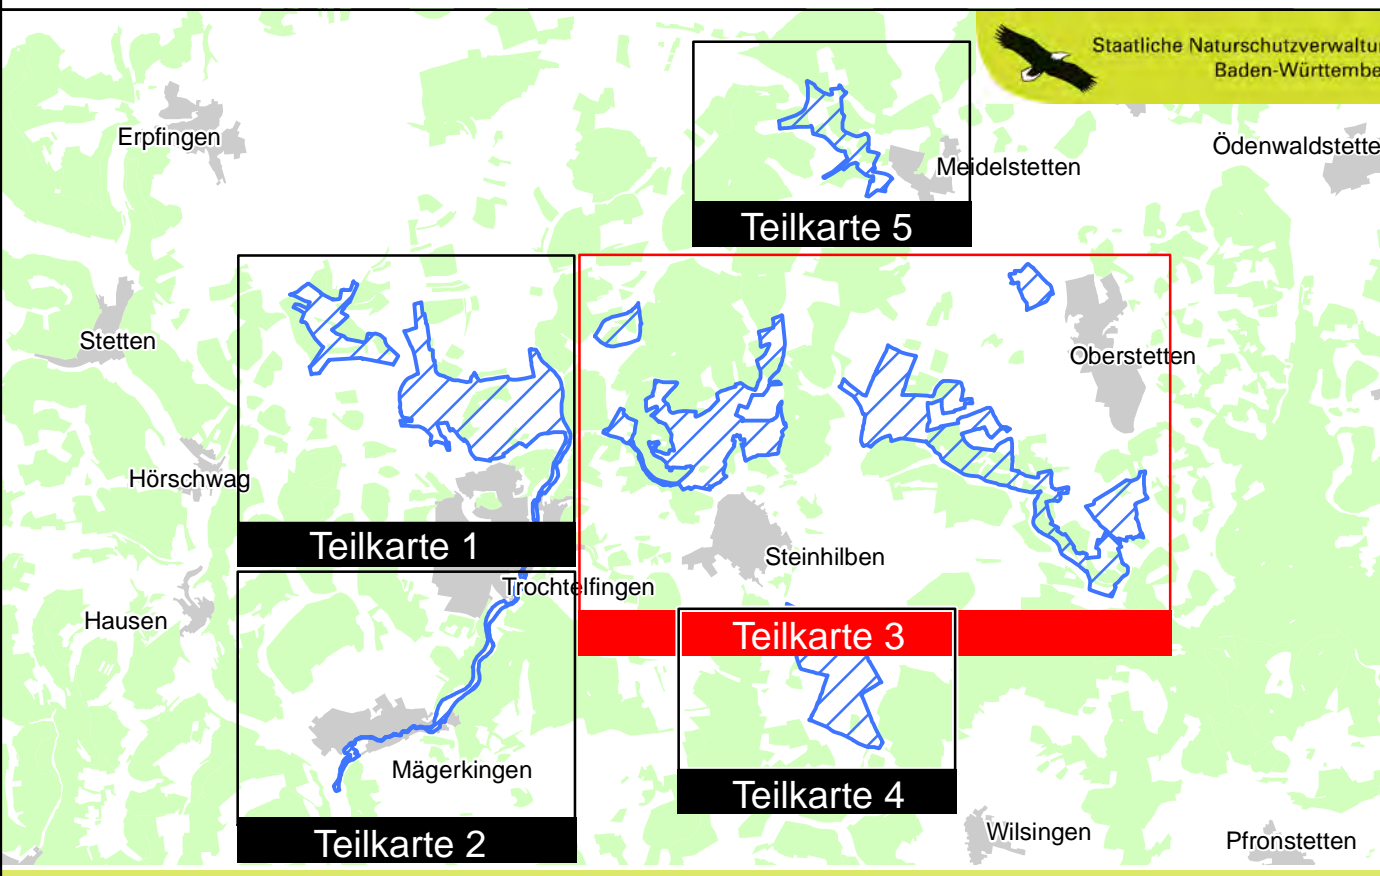 Staatliche Naturschutzverwaltu
Baden-Württembe
Erpfingen
Meidelstetten
Ödenwaldstette
Teilkarte 5
Stetten
Oberstetten
Hörschwag
Teilkarte 1
Steinhilben
Trochtelfingen
Hausen
Teilkarte 3
Mägerkingen
Teilkarte 4
Teilkarte 2
Wilsingen
Pfronstetten